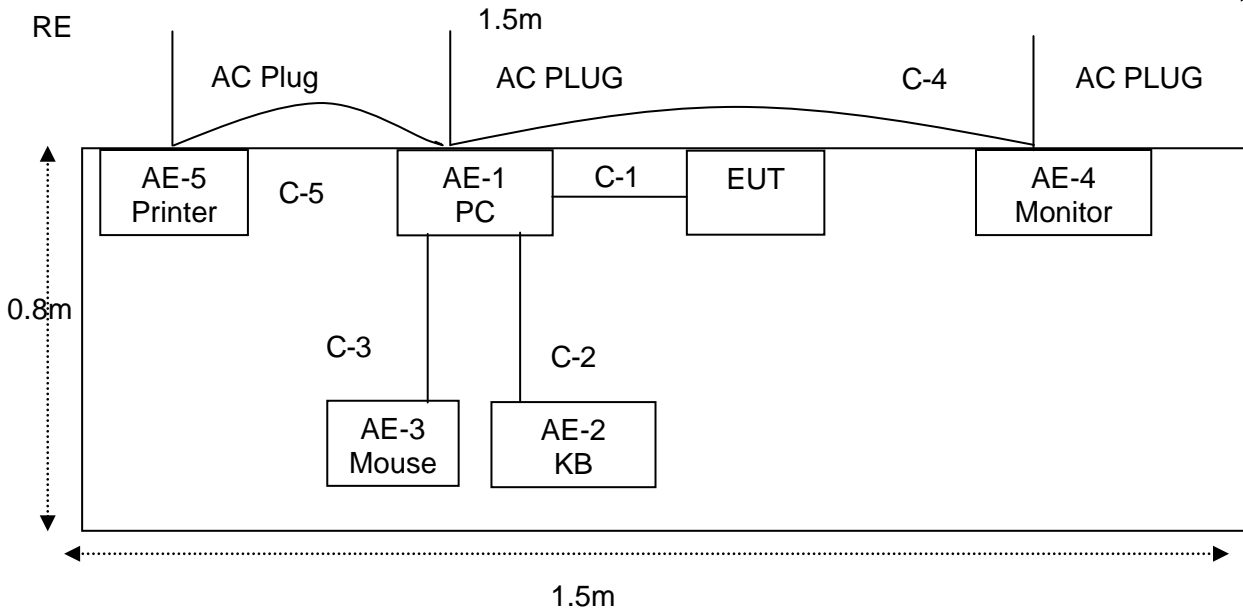 1.5m
RE
AC Plug
AC PLUG
C-4
AC PLUG
AE-5
Printer
C-5
AE-1
PC
C-1
EUT
AE-4
Monitor
0.8m
C-3
C-2
AE-3
Mouse
AE-2
KB
1.5m